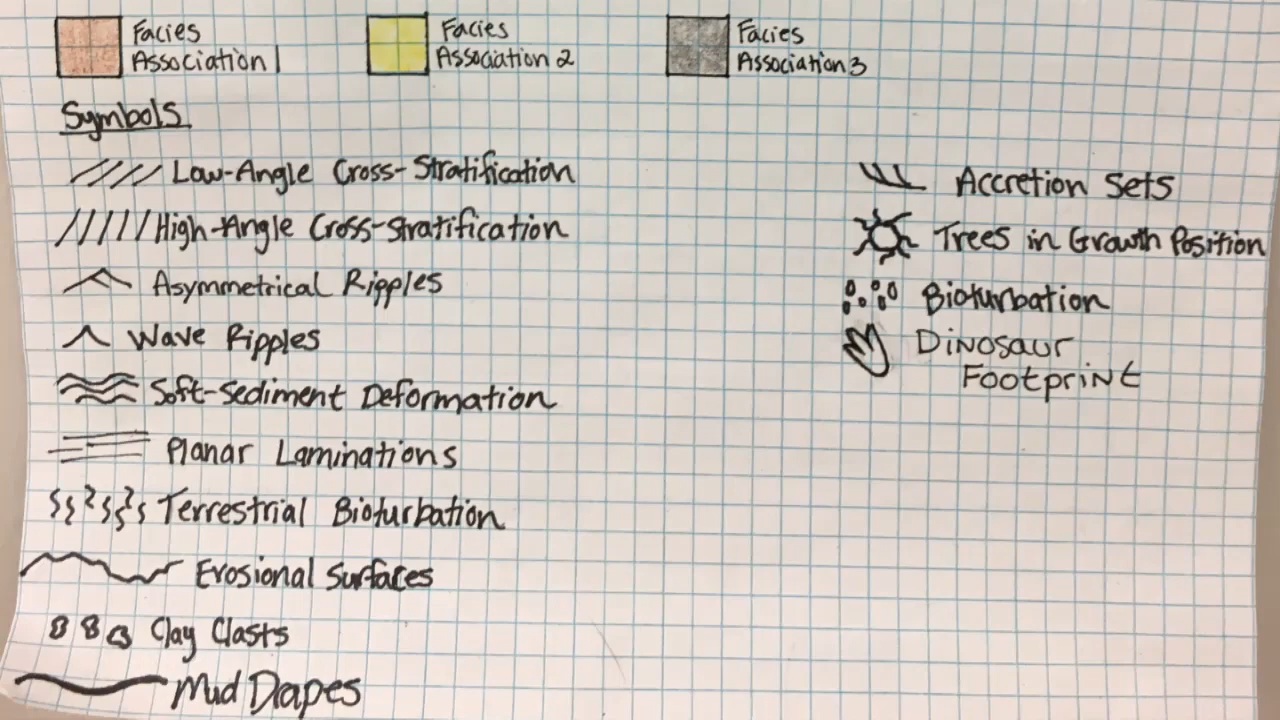 Facies
Association 1
Facies
Association 2
Facies
Association 3
Symbols
Low-Angle Cross-Stratification
High-Angle Cross-Stratification
Asymmetrical Ripples
Wave Ripples
Soft-Sediment Deformation
Planar Laminations
Terrestrial Bioturbation
Erosional Surfaces
Clay Clasts
Mud Drapes
Accretion Sets
Trees in Growth Position
Bioturbation
Dinosaur
Footprint